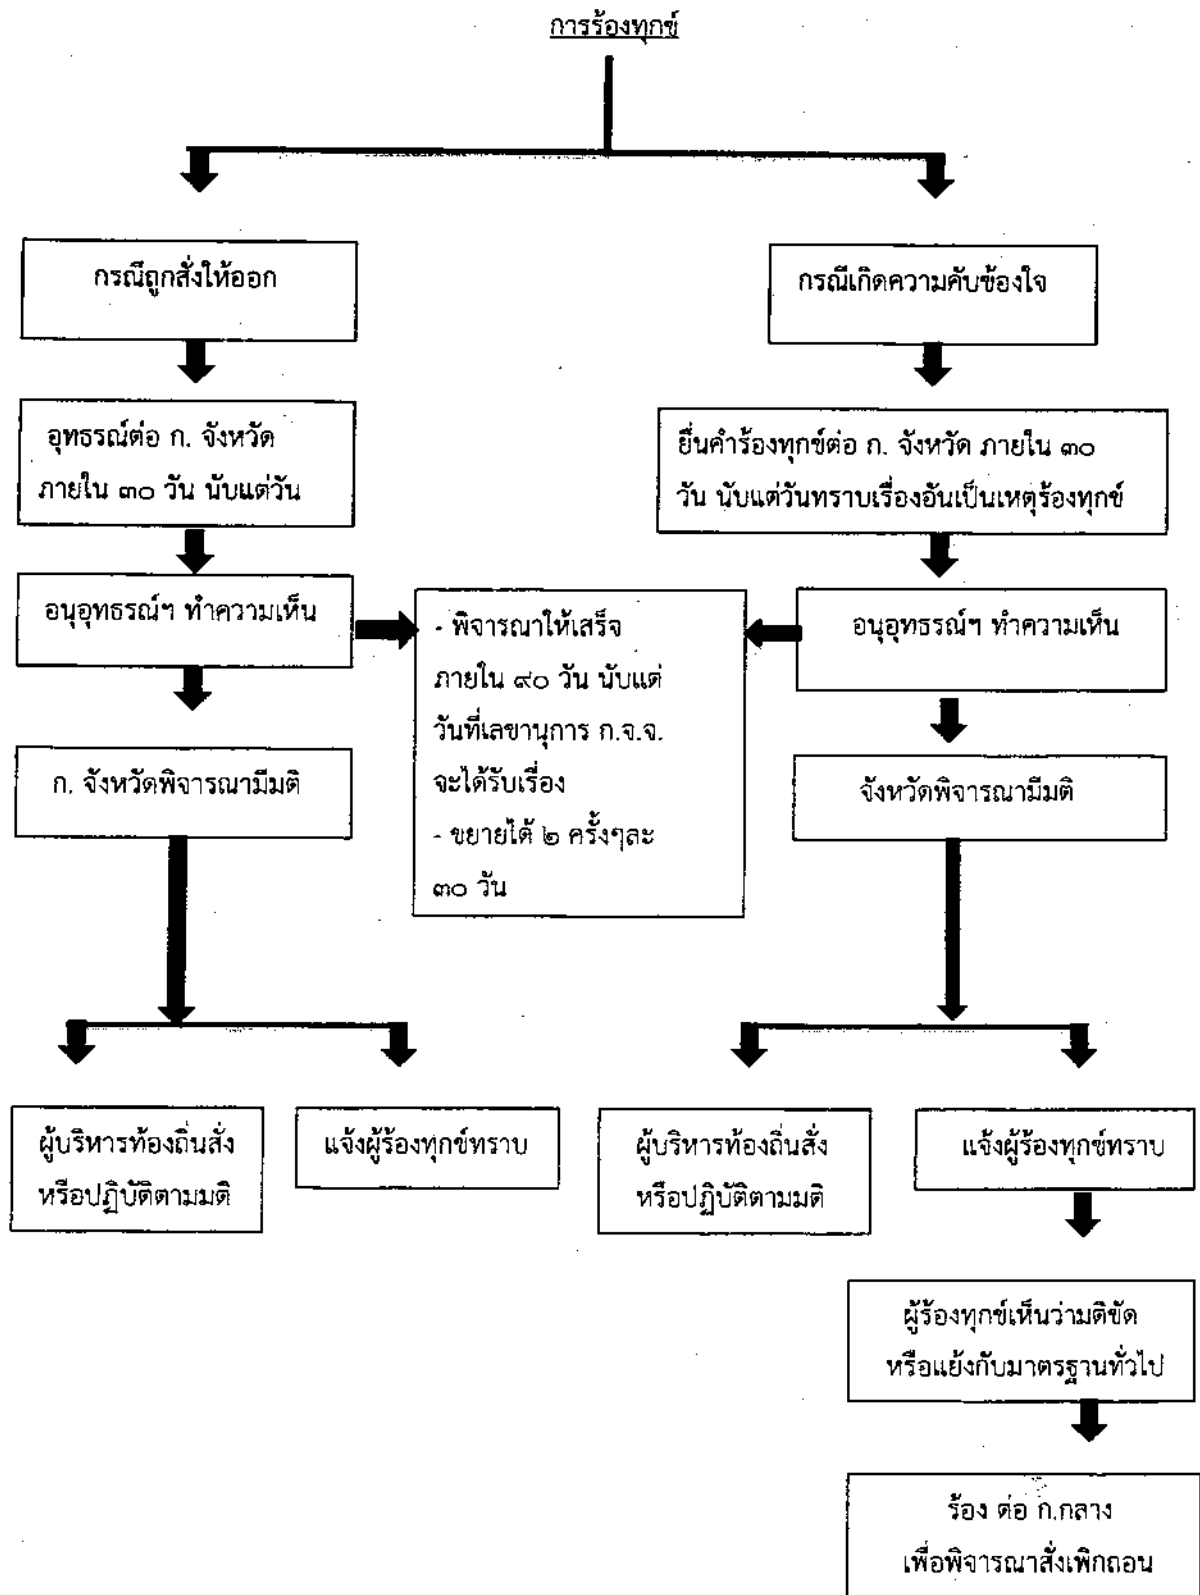 การร้องทุกข์
กรณีถูกสั่งให้ออก
กรณีเกิดความคับข้องใจ
อุทธรณ์ต่อ ก. จังหวัด
ภายใน ๓๐ วัน นับแต่วัน
ยื่นคำร้องทุกข์ต่อ ก. จังหวัด ภายใน ๓๐
วัน นับแต่วันทราบเรื่องอันเป็นเหตุร้องทุกข์
อนุอุทธรณ์ฯ ทำความเห็น
- พิจารณาให้เสร็จ
ภายใน ๙๐ วัน นับแต่
วันที่เลขานุการ ก.จ.จ.
จะได้รับเรื่อง
- ขยายได้ ๒ ครั้งๆละ
๓๐ วัน
อนุอุทธรณ์ฯ ทำความเห็น
ก. จังหวัดพิจารณามีมติ
จังหวัดพิจารณามีมติ
ผู้บริหารท้องถิ่นสั่ง
หรือปฏิบัติตามมติ
แจ้งผู้ร้องทุกข์ทราบ
ผู้บริหารท้องถิ่นสั่ง
หรือปฏิบัติตามมติ
แจ้งผู้ร้องทุกข์ทราบ
ผู้ร้องทุกข์เห็นว่ามติขัด
หรือแย้งกับมาตรฐานทั่วไป
ร้อง ต่อ ก.กลาง
เพื่อพิจารณาสั่งเพิกถอน